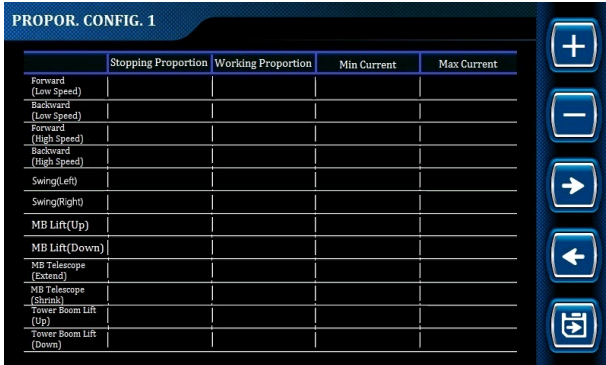 PROPOR. CONFIG. 1
Stopping Proportion Working Proportion Min Current Max Current
Forward
(Low Speed)
Backward
(Low Speed)
Forward
(High Speed)
Backward
(High Speed)
Swing(Left)
Swing(Right)
MB Lift(Up)
MB Lift(Down)
MB Telescope
(Extend)
MB Telescope
(Shrink)
Tower Boom Lift
(Up)
Tower Boom Lift
(Down)